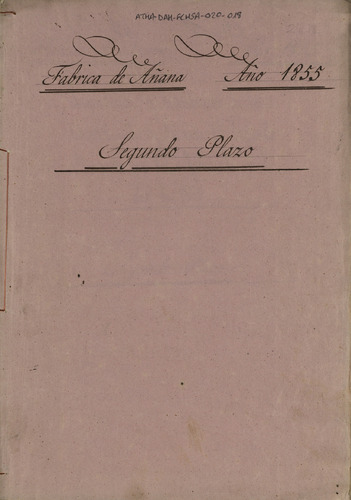 ATHA-DAH-FCHSA-020-018
Fabrica de Añana Año 1855
Segundo Plazo